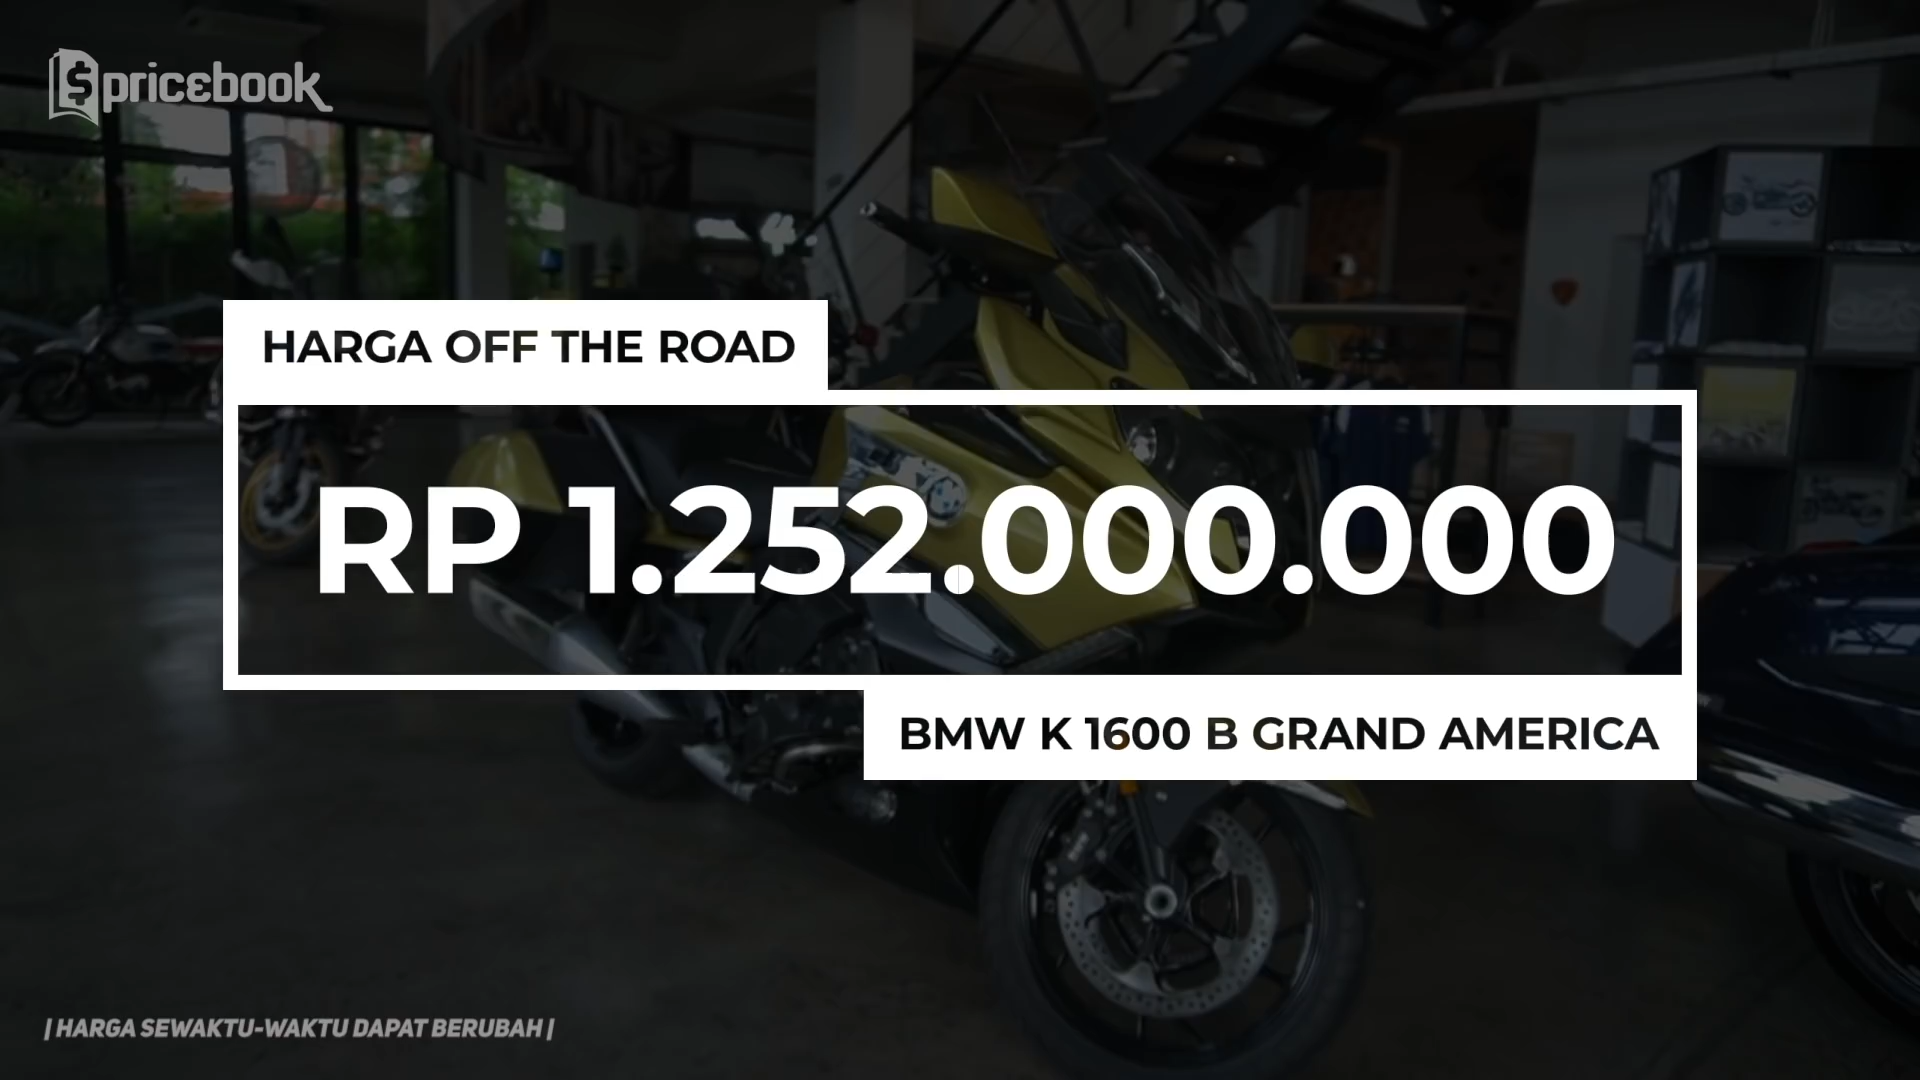 pricebook
HARGA OFF THE ROAD
RP 1.252.000.000
BMW K 1600 B GRAND AMERICA
| HARGA SEWAKTU-WAKTU DAPAT BERUBAH |